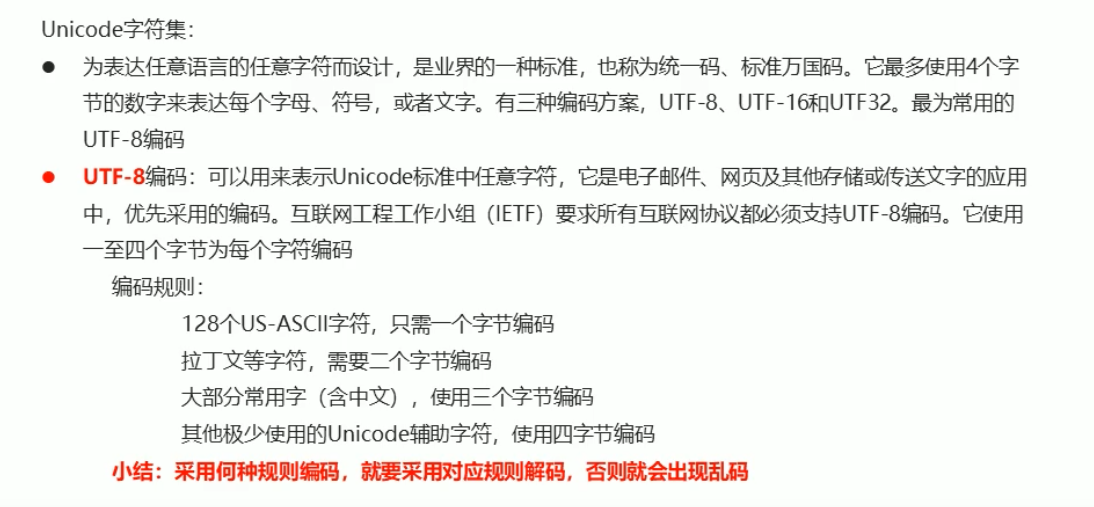 Unicode字符集：
● 为表达任意语言的任意字符而设计，是业界的一种标准，也称为统一码、标准万国码。它最多使用4个字
节的数字来表达每个字母、符号，或者文字。有三种编码方案，UTF-8、UTF-16和UTF32。最为常用的
UTF-8编码
● UTF-8编码：可以用来表示Unicode标准中任意字符，它是电子邮件、网页及其他存储或传送文字的应用
中，优先采用的编码。互联网工程工作小组（IETF）要求所有互联网协议都必须支持UTF-8编码。它使用
一至四个字节为每个字符编码
编码规则：
128个US-ASCII字符，只需一个字节编码
拉丁文等字符，需要二个字节编码
大部分常用字（含中文），使用三个字节编码
其他极少使用的Unicode辅助字符，使用四字节编码
小结：采用何种规则编码，就要采用对应规则解码，否则就会出现乱码